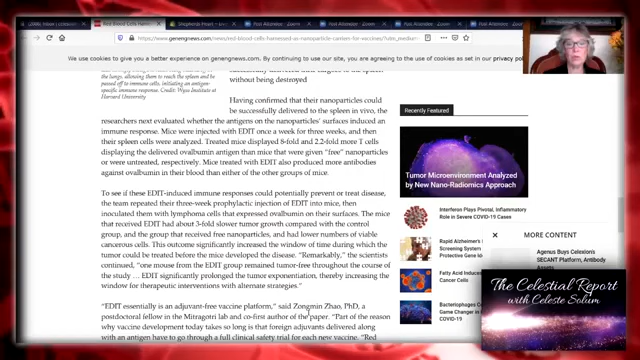 Red Blood Cells Harness
https://www.genengnews.com/news/red-blood-cells-harnessed-as-nanoparticle-carrier-for-vaccines/
We use cookies to give you a better experience on genengnews.com. By continuing to use our site, you are agreeing to the use of cookies as set in our privacy
the lungs, allowing them to reach the spleen and be
passed off to immune cells, initiating an antigen-
specific immune response. Credit: Wyss Institute at
Harvard University
without being destroyed
Having confirmed that their nanoparticles could
be successfully delivered to the spleen in vivo, the
researchers next evaluated whether the antigens on the nanoparticles' surfaces induced an
immune response. Mice were injected with EDIT once a week for three weeks, and then
their spleen cells were analyzed. Treated mice displayed 8-fold and 2.2-fold more T cells
displaying the delivered ovalbumin antigen than mice that were given "free" nanoparticles
or were untreated, respectively. Mice treated with EDIT also produced more antibodies
against ovalbumin in their blood than either of the other groups of mice.
To see if these EDIT-induced immune responses could potentially prevent or treat disease,
the team repeated their three-week prophylactic injection of EDIT into mice, then
inoculated them with lymphoma cells that expressed ovalbumin on their surfaces. The mice
that received EDIT had about 3-fold slower tumor growth compared with the control
group, and the group that received free nanoparticles, and had lower numbers of viable
cancerous cells. This outcome significantly increased the window of time during which the
tumor could be treated before the mice developed the disease. "Remarkably," the scientists
continued, "one mouse from the EDIT group remained tumor-free throughout the course of
the study … EDIT significantly prolonged the tumor exponentiation, thereby increasing the
window for therapeutic interventions with alternate strategies."
"EDIT essentially is an adjuvant-free vaccine platform," said Zongmin Zhao, PhD, a
postdoctoral fellow in the Mitragotri lab and co-first author of the paper. "Part of the reason
why vaccine development today takes so long is that foreign adjuvants delivered along
with an antigen have to go through a full clinical safety trial for each new vaccine. "Red
Recently Featured
Tumor Microenvironment Analyzed
by New Nano-Radiomics Approach
Interferon Plays Pivotal, Inflammatory
Role in Severe COVID-19 Cases
Rapid Alzheimer's
Screening System
Protective Gene
Fatty Acid Induced
Cancer Cells
Bacteriophages
Game Changer in
✕ MORE CONTENT
Agenus Buys Celexion's
SECANT Platform, Antibody
The Celestial Report
with Celeste Solum